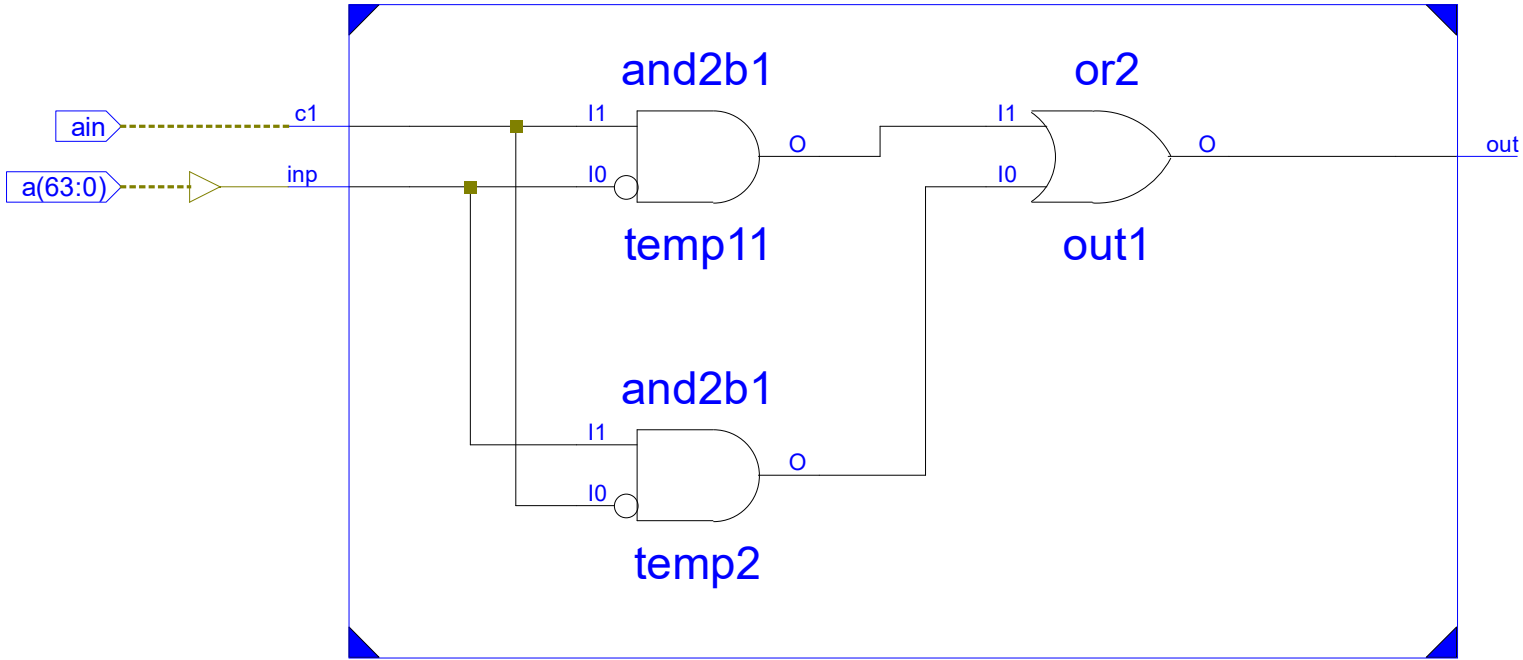 and2b1
or2
ain
c1
I1
I1
O
O
out
a(63:0)
inp
I0
I0
temp11
out1
and2b1
I1
O
I0
temp2